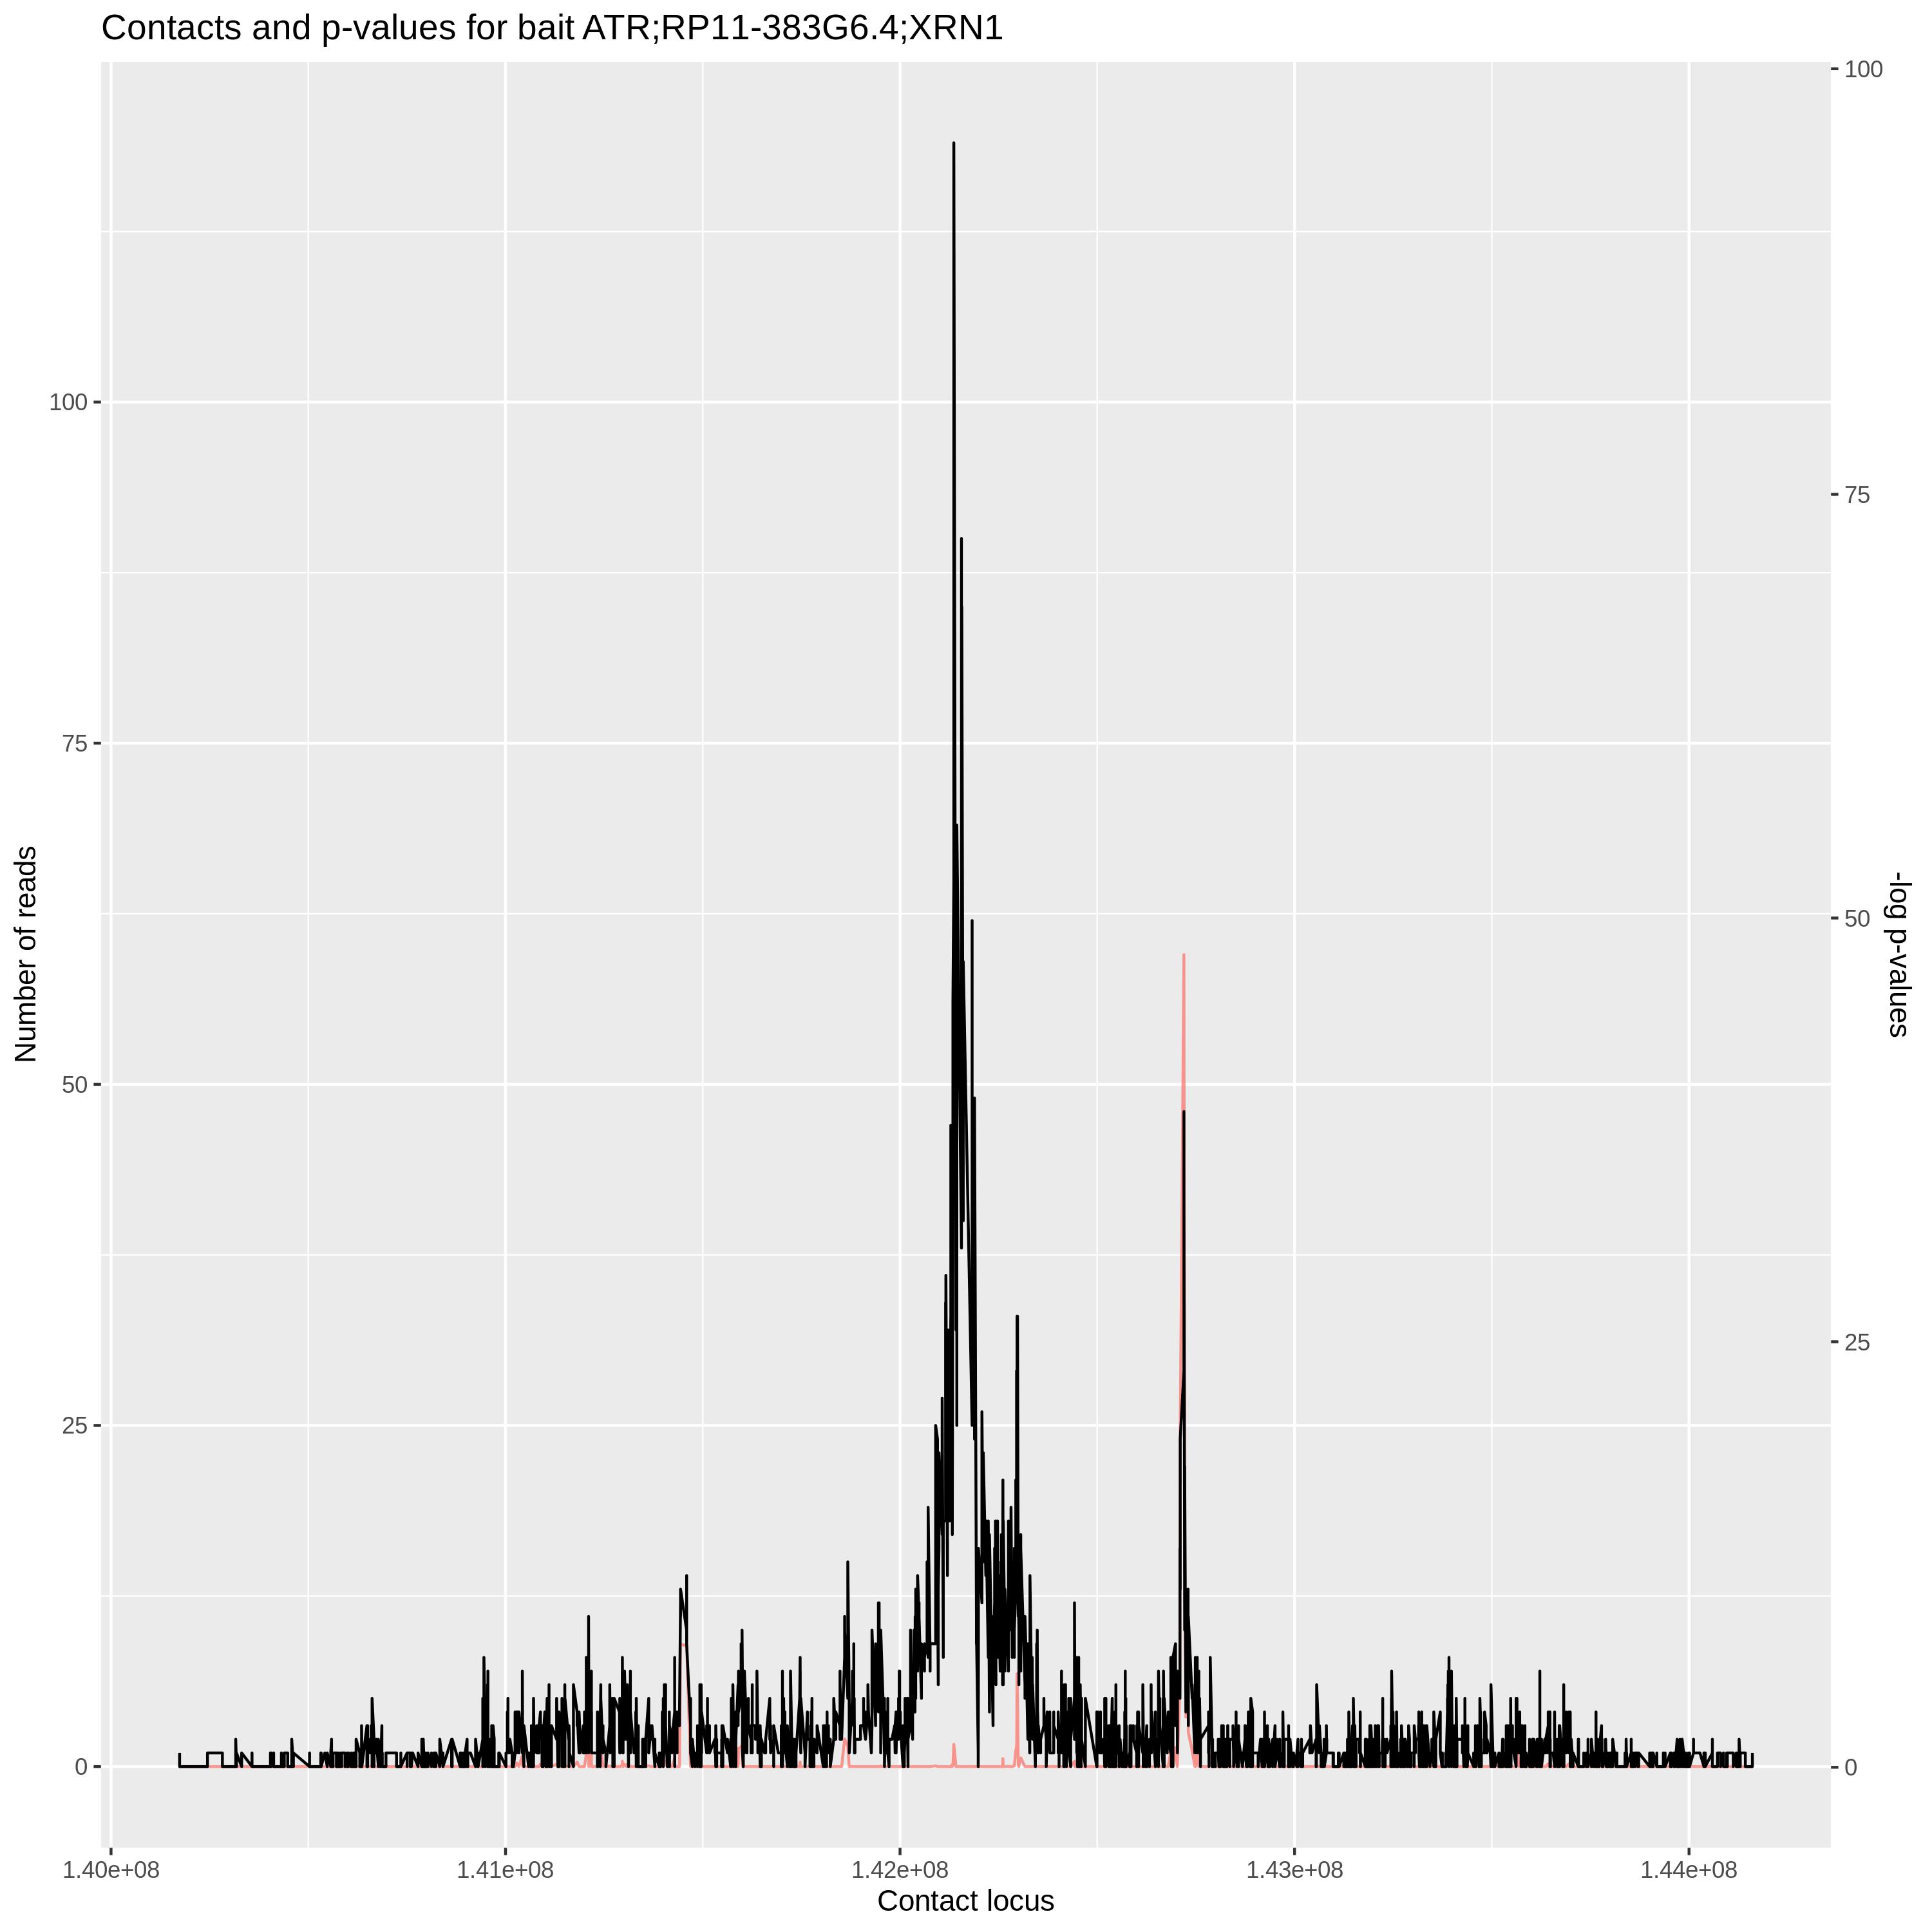 Contacts and p-values for bait ATR;RP11-383G6.4;XRN1
100
75
50
25
0
Number of reads
100
75
50
25
0
-log p-values
1.40e+08
1.41e+08
1.42e+08
1.43e+08
1.44e+08
Contact locus